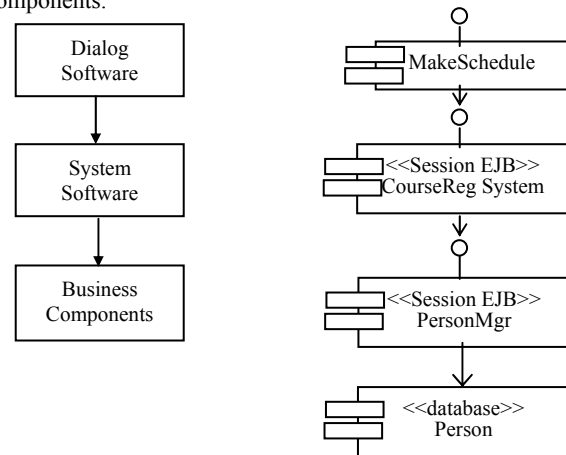 components.
Dialog
Software
System
Software
Business
Components
MakeSchedule
<<Session EJB>>
CourseReg System
<<Session EJB>>
PersonMgr
<<database>>
Person